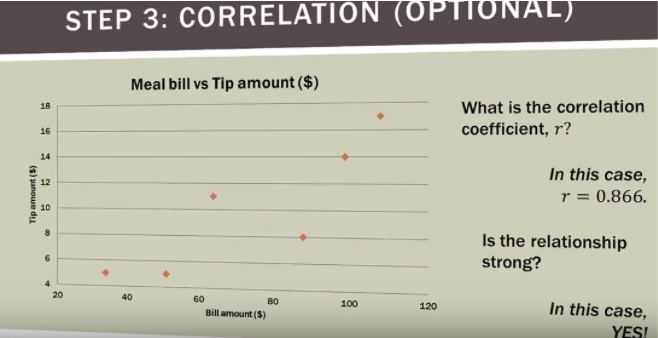 STEP 3: CORRELATION (OPTIONAL)
Meal bill vs Tip amount ($)
18
16
14
12
10
8
6
4
Tip amount ($)
20 40 60 80 100 120
Bill amount ($)
What is the correlation
coefficient, r?
In this case,
r = 0.866.
Is the relationship
strong?
In this case,
YES!